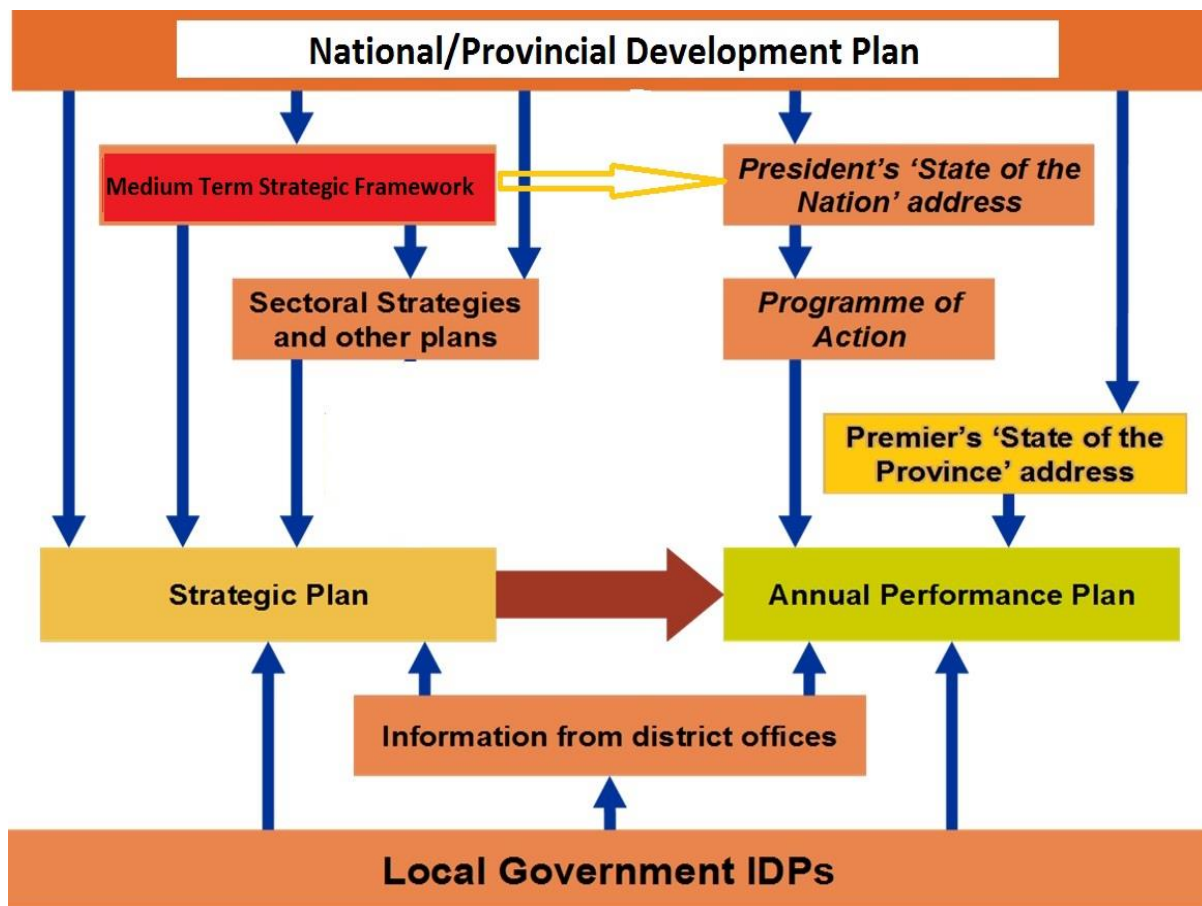 National/Provincial Development Plan
Medium Term Strategic Framework
President’s ‘State of the
Nation’ address
Sectoral Strategies
and other plans
Programme of
Action
Premier’s ‘State of the
Province’ address
Strategic Plan
Annual Performance Plan
Information from district offices
Local Government IDPs